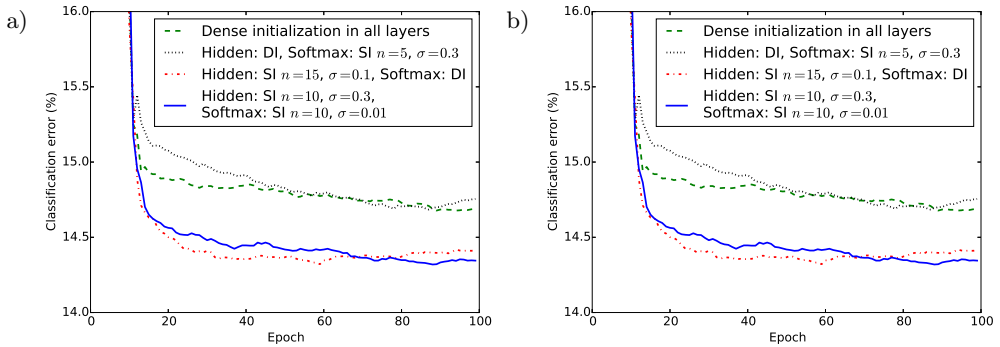 a)
16.0
15.5
15.0
14.5
14.0
Classification error (%)
0
20
40
60
80
100
Epoch
Dense initialization in all layers
Hidden: DI, Softmax: SI n=5, σ=0.3
Hidden: SI n=15, σ=0.1, Softmax: DI
Hidden: SI n=10, σ=0.3,
Softmax: SI n=10, σ=0.01
b)
16.0
15.5
15.0
14.5
14.0
Classification error (%)
0
20
40
60
80
100
Epoch
Dense initialization in all layers
Hidden: DI, Softmax: SI n=5, σ=0.3
Hidden: SI n=15, σ=0.1, Softmax: DI
Hidden: SI n=10, σ=0.3,
Softmax: SI n=10, σ=0.01